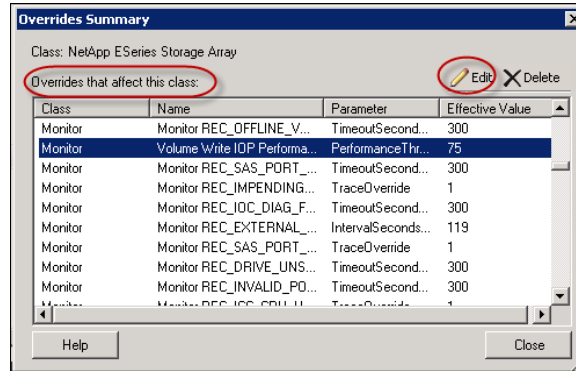 Overrides Summary
Class: NetApp ESeries Storage Array
Overrides that affect this class:
Edit Delete
Class Name Parameter Effective Value
Monitor Monitor REC_OFFLINE_V... TimeoutSecond... 300
Monitor Volume Write IOP Performa... PerformanceThr... 75
Monitor Monitor REC_SAS_PORT_... TimeoutSecond... 300
Monitor Monitor REC_IMPENDING... TraceOverride 1
Monitor Monitor REC_IOC_DIAG_F... TimeoutSecond... 300
Monitor Monitor REC_EXTERNAL_... IntervalSeconds... 119
Monitor Monitor REC_SAS_PORT_... TraceOverride 1
Monitor Monitor REC_DRIVE_UNS... TimeoutSecond... 300
Monitor Monitor REC_INVALID_PO... TimeoutSecond... 300
Help Close